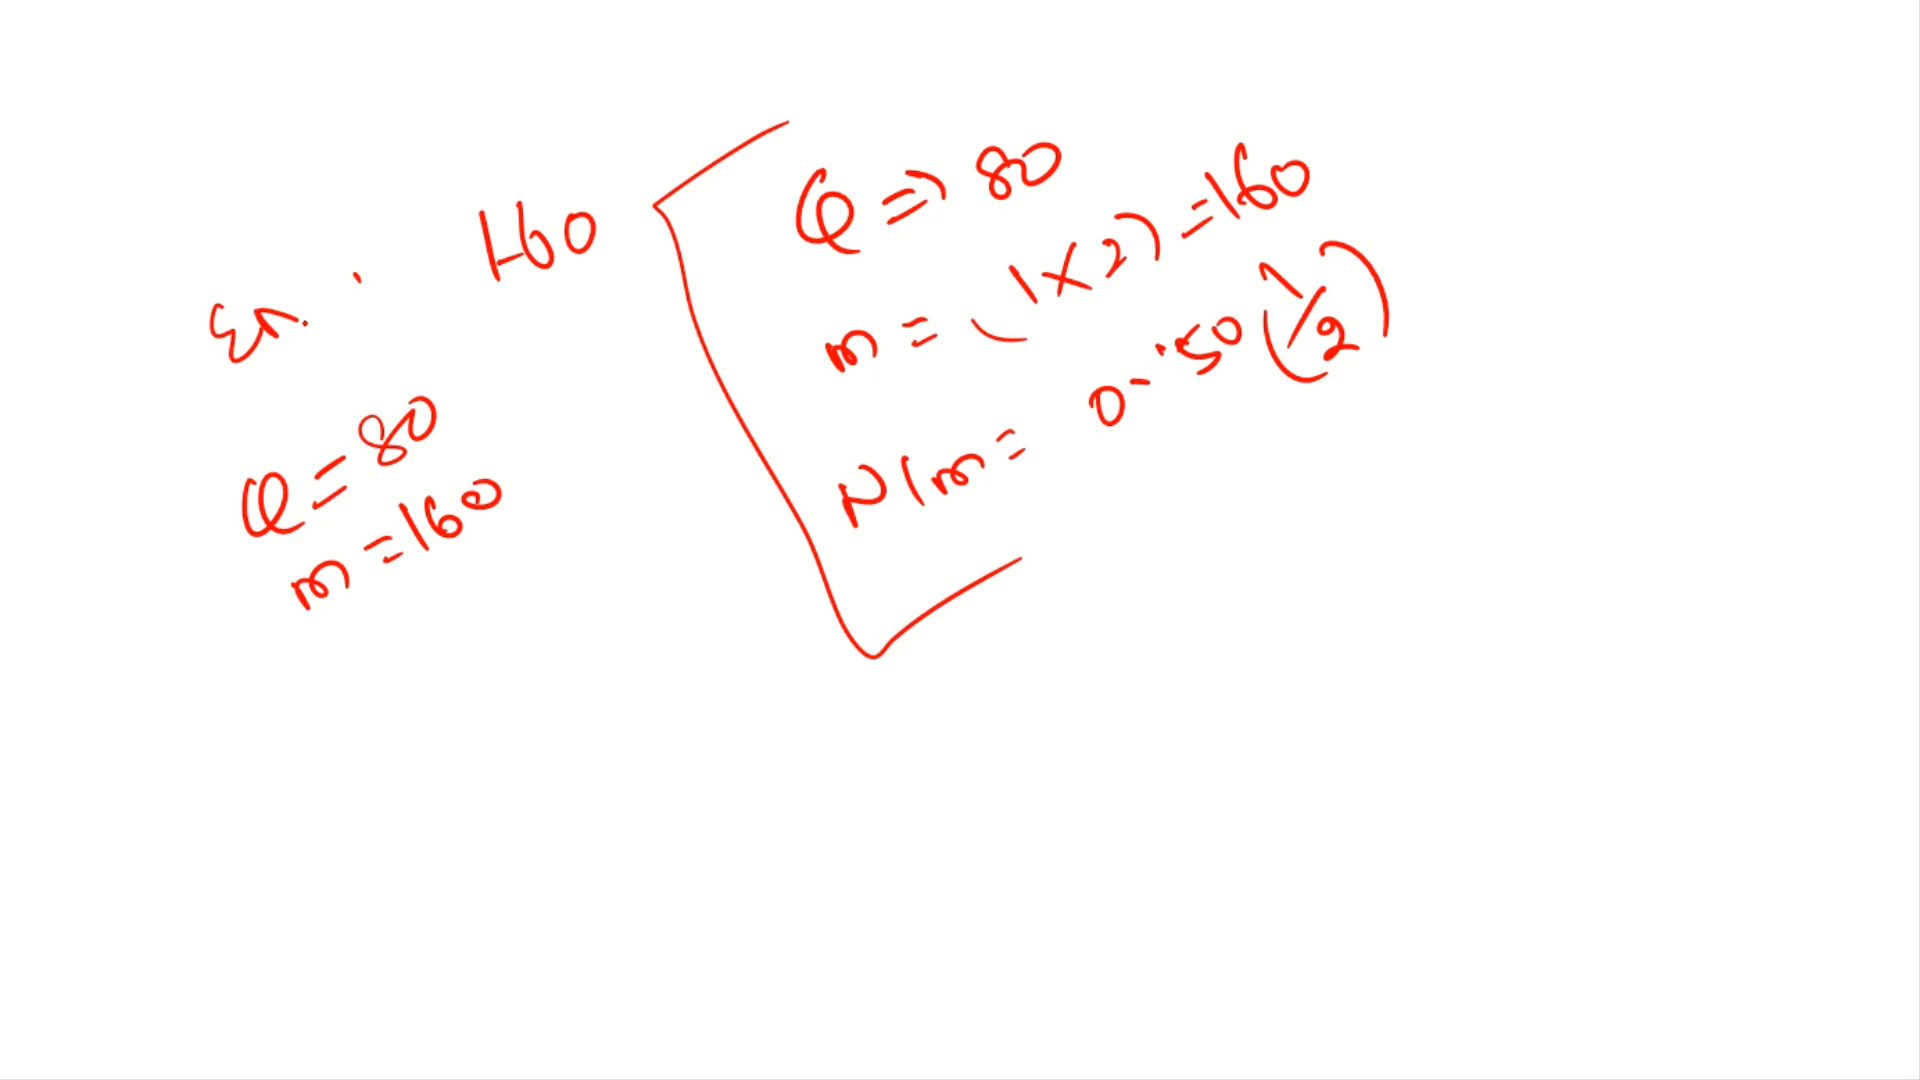 160
Q => 80
m = (1x2) = 160
N/m = 0-.50 (1/2)
Q = 80
m = 160